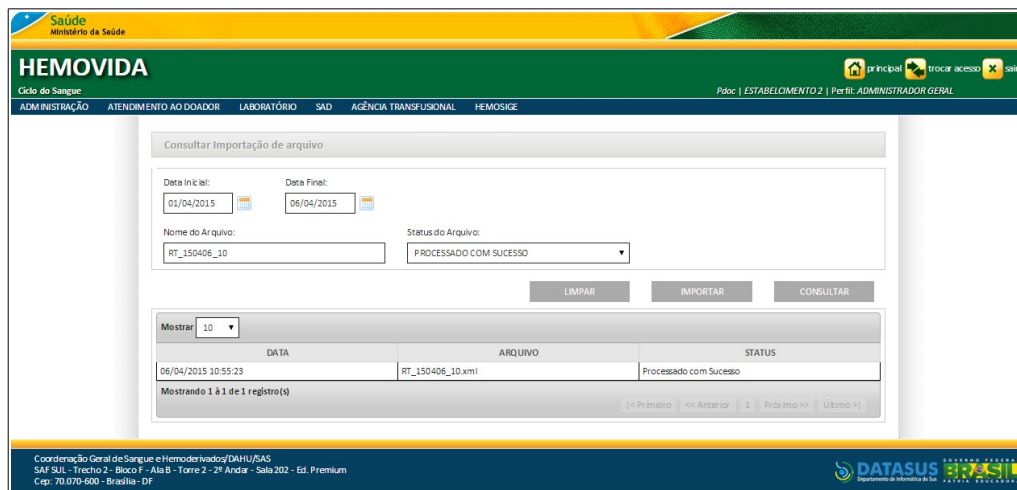 Saúde
Ministério da Saúde
HEMOVIDA
Ciclo do Sangue
principal trocar acesso sair
Pdoc | ESTABELCIMENTO 2 | Perfil: ADMINISTRADOR GERAL
ADMINISTRAÇÃO ATENDIMENTO AO DOADOR LABORATÓRIO SAD AGÊNCIA TRANSFUSIONAL HEMOSIGE
Consultar Importação de arquivo
Data Inicial: Data Final:
01/04/2015 06/04/2015
Nome do Arquivo: Status do Arquivo:
RT_150406_10 PROCESSADO COM SUCESSO
LIMPAR IMPORTAR CONSULTAR
Mostrar 10
DATA ARQUIVO STATUS
06/04/2015 10:55:23 RT_150406_10.xml Processado com Sucesso
Mostrando 1 à 1 de 1 registro(s)
|< Primeiro << Anterior 1 Próximo >> Último >|
Coordenação Geral de Sangue e Hemoderivados/DAHU/SAS
SAF SUL - Trecho 2 - Bloco F - Ala B - Torre 2 - 2º Andar - Sala 202 - Ed. Premium
Cep: 70.070-600 - Brasília - DF
DATASUS
Departamento de Informática do Sus
GOVERNO FEDERAL
BRASIL
PÁTRIA EDUCADORA